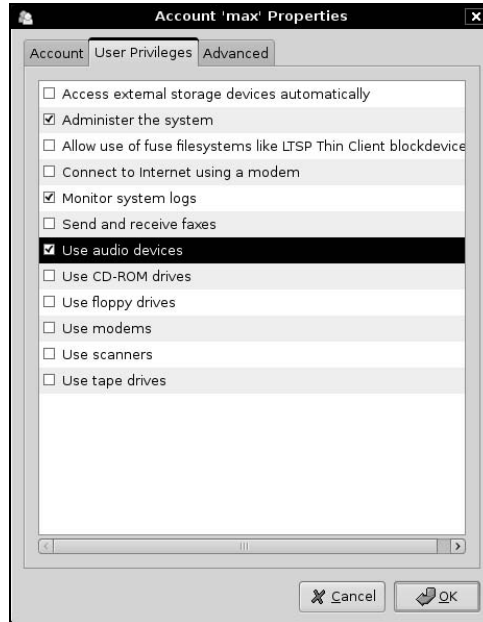 Account 'max' Properties
Account User Privileges Advanced
Access external storage devices automatically
Administer the system
Allow use of fuse filesystems like LTSP Thin Client blockdevice
Connect to Internet using a modem
Monitor system logs
Send and receive faxes
Use audio devices
Use CD-ROM drives
Use floppy drives
Use modems
Use scanners
Use tape drives
Cancel OK